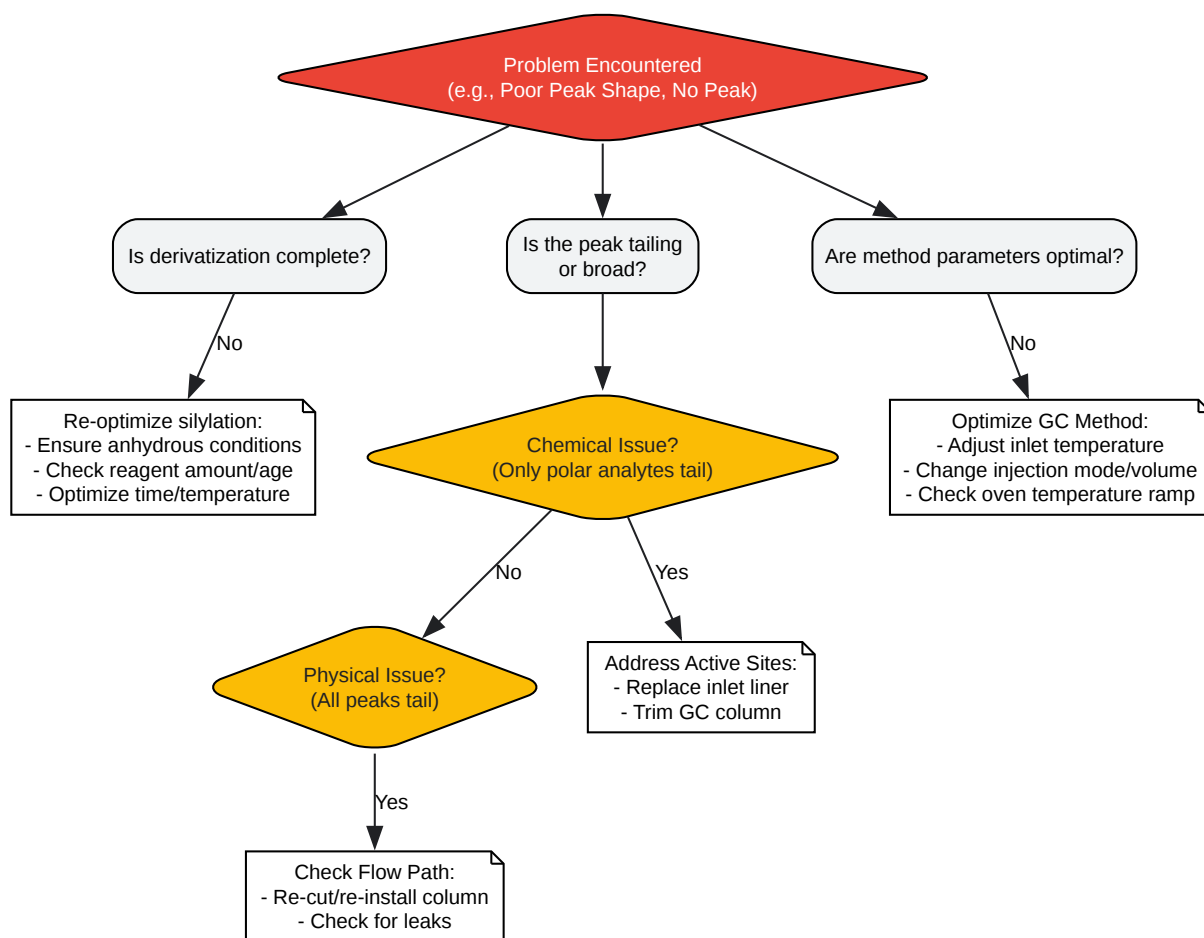 Problem Encountered
(e.g., Poor Peak Shape, No Peak)
Is derivatization complete?
Is the peak tailing
or broad?
Are method parameters optimal?
No
No
Re-optimize silylation:
- Ensure anhydrous conditions
- Check reagent amount/age
- Optimize time/temperature
Chemical Issue?
(Only polar analytes tail)
Optimize GC Method:
- Adjust inlet temperature
- Change injection mode/volume
- Check oven temperature ramp
No
Yes
Physical Issue?
(All peaks tail)
Address Active Sites:
- Replace inlet liner
- Trim GC column
Yes
Check Flow Path:
- Re-cut/re-install column
- Check for leaks